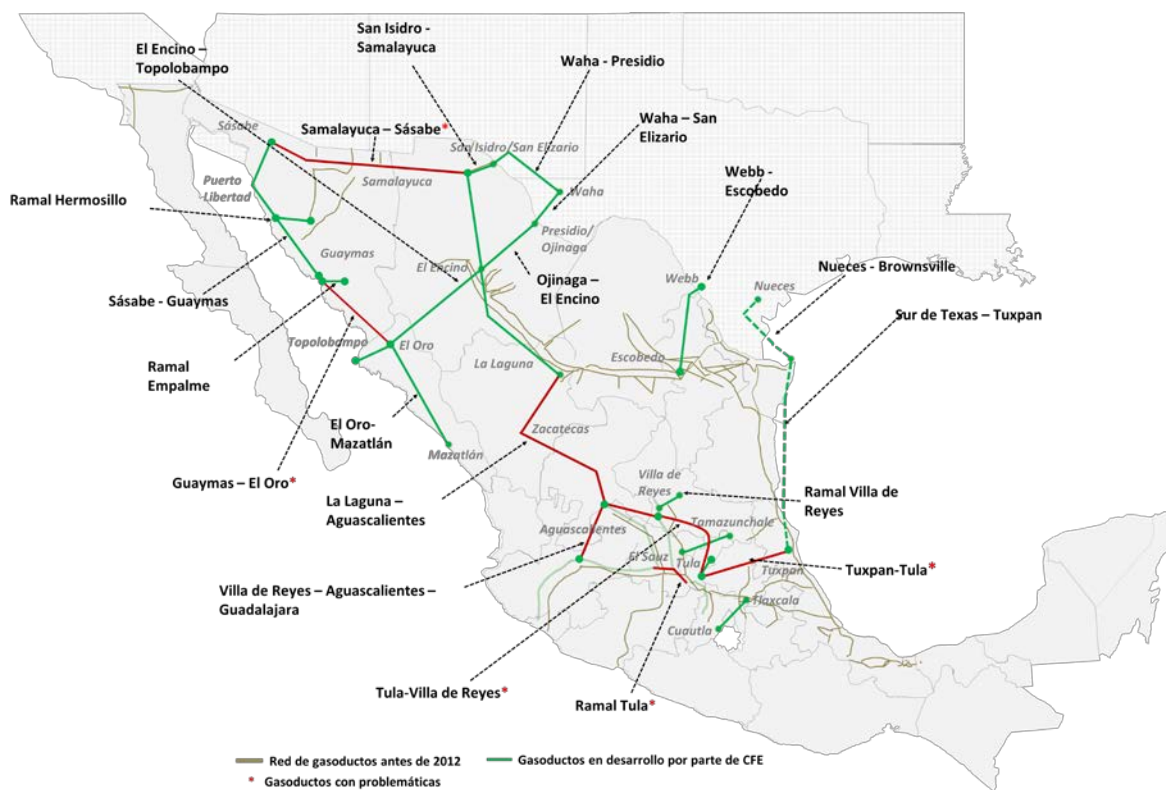 San Isidro -
Samalayuca
El Encino –
Topolobampo
Waha - Presidio
Waha – San
Elizario
Sásabe
Samalayuca – Sásabe*
San Isidro/San Elizario
Webb -
Escobedo
Puerto
Libertad
Samalayuca
Waha
Ramal Hermosillo
Presidio/
Ojinaga
Guaymas
El Encino
Ojinaga –
El Encino
Webb
Nueces
Nueces - Brownsville
Sásabe - Guaymas
Sur de Texas – Tuxpan
Topolobampo
El Oro
La Laguna
Escobedo
Ramal
Empalme
El Oro-
Mazatlán
Zacatecas
Mazatlán
Guaymas – El Oro*
La Laguna –
Aguascalientes
Villa de
Reyes
Ramal Villa de
Reyes
Aguascalientes
Tamazunchale
El Sauz
Tula
Tuxpan
Tuxpan-Tula*
Villa de Reyes – Aguascalientes –
Guadalajara
Tlaxcala
Cuautla
Tula-Villa de Reyes*
Ramal Tula*
Red de gasoductos antes de 2012
Gasoductos en desarrollo por parte de CFE
* Gasoductos con problemáticas